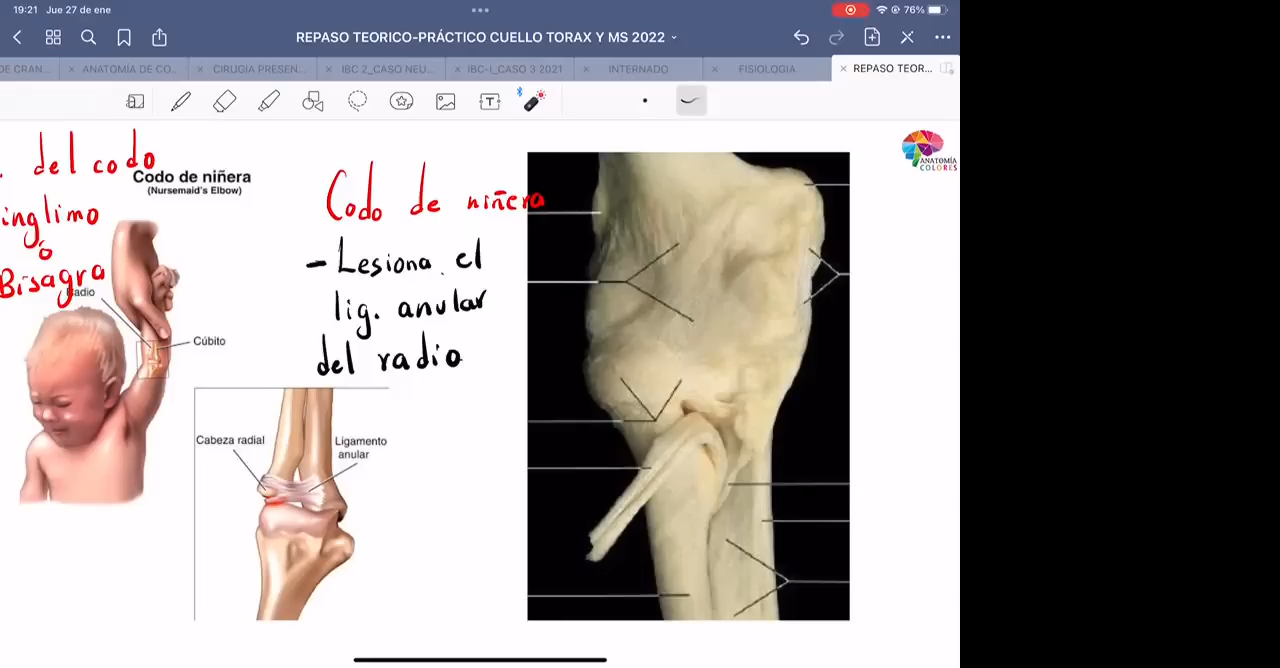 19:21 Jue 27 de ene
76%
REPASO TEORICO-PRÁCTICO CUELLO TORAX Y MS 2022
DE CRAN...
ANATOMÍA DE CO...
CIRUGIA PRESEN...
IBC 2_CASO NEU...
IBC-I_CASO 3 2021
INTERNADO
FISIOLOGIA
REPASO TEOR...
. del codo
inglimo
ó
Bisagra
Codo de niñera
(Nursemaid's Elbow)
Radio
Cúbito
Cabeza radial
Ligamento
anular
Codo de niñera
- Lesiona el
lig. anular
del radio
ANATOMÍA
COLORES